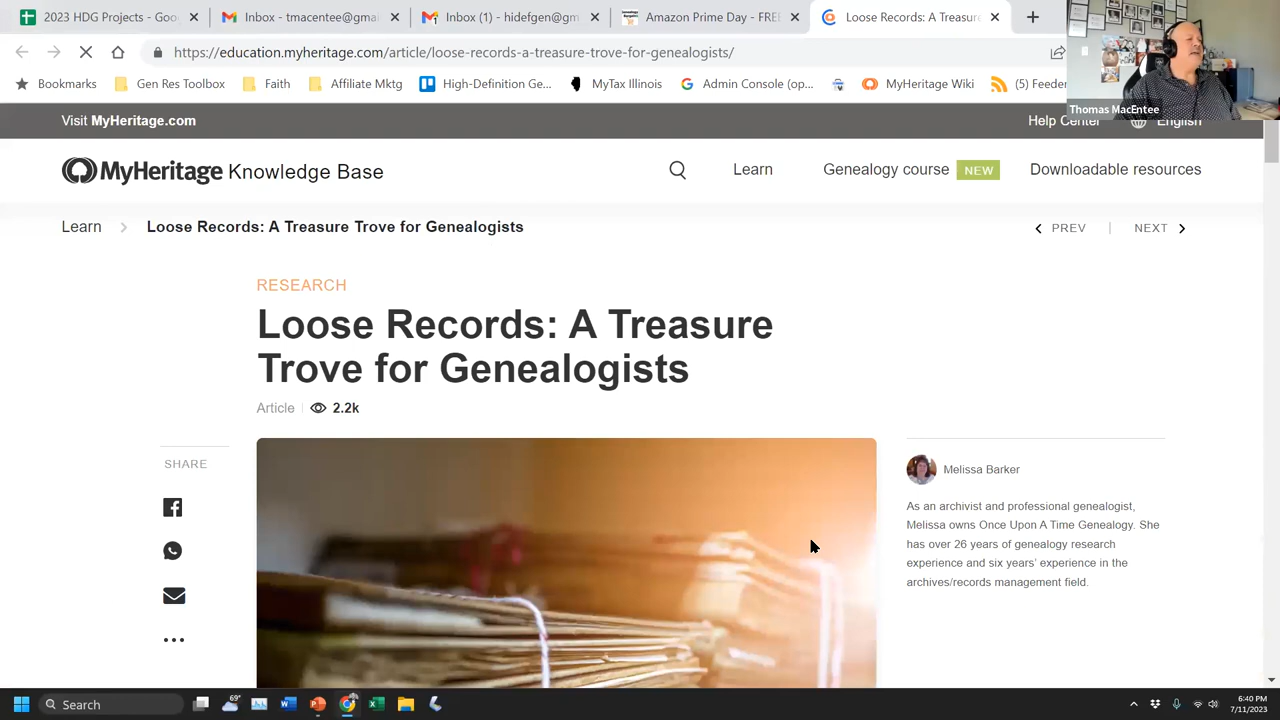 2023 HDG Projects - Goo
Inbox - tmacentee@gmai
Inbox (1) - hidefgen@gm
Amazon Prime Day - FREE
Loose Records: A Treasur
https://education.myheritage.com/article/loose-records-a-treasure-trove-for-genealogists/
Bookmarks
Gen Res Toolbox
Faith
Affiliate Mktg
High-Definition Ge...
MyTax Illinois
Admin Console (op...
MyHeritage Wiki
(5) Feede
Thomas MacEntee
Visit MyHeritage.com
Help Center
English
MyHeritage Knowledge Base
Learn
Genealogy course NEW
Downloadable resources
Learn
Loose Records: A Treasure Trove for Genealogists
PREV | NEXT
RESEARCH
Loose Records: A Treasure
Trove for Genealogists
Article | 2.2k
SHARE
Melissa Barker
As an archivist and professional genealogist,
Melissa owns Once Upon A Time Genealogy. She
has over 26 years of genealogy research
experience and six years' experience in the
archives/records management field.
Search
69°
6:40 PM
7/11/2023